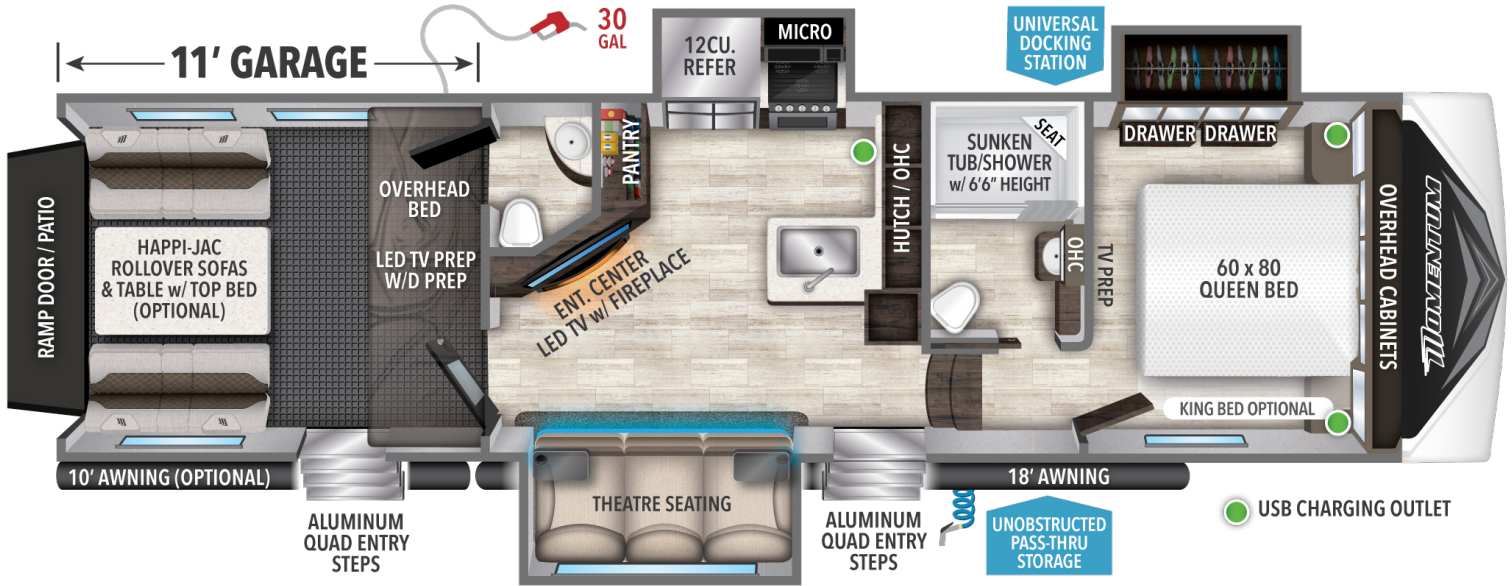 30
GAL
11' GARAGE
12CU.
REFER
MICRO
UNIVERSAL
DOCKING
STATION
PANTRY
SEAT
SUNKEN
TUB/SHOWER
w/ 6'6" HEIGHT
DRAWER
DRAWER
OVERHEAD
BED
LED TV PREP
W/D PREP
RAMP DOOR / PATIO
HAPPI-JAC
ROLLOVER SOFAS
& TABLE w/ TOP BED
(OPTIONAL)
ENT. CENTER
LED TV w/ FIREPLACE
HUTCH / OHC
OHC
TV PREP
60 x 80
QUEEN BED
OVERHEAD CABINETS
MOMENTUM
KING BED OPTIONAL
10' AWNING (OPTIONAL)
THEATRE SEATING
18' AWNING
ALUMINUM
QUAD ENTRY
STEPS
ALUMINUM
QUAD ENTRY
STEPS
UNOBSTRUCTED
PASS-THRU
STORAGE
USB CHARGING OUTLET